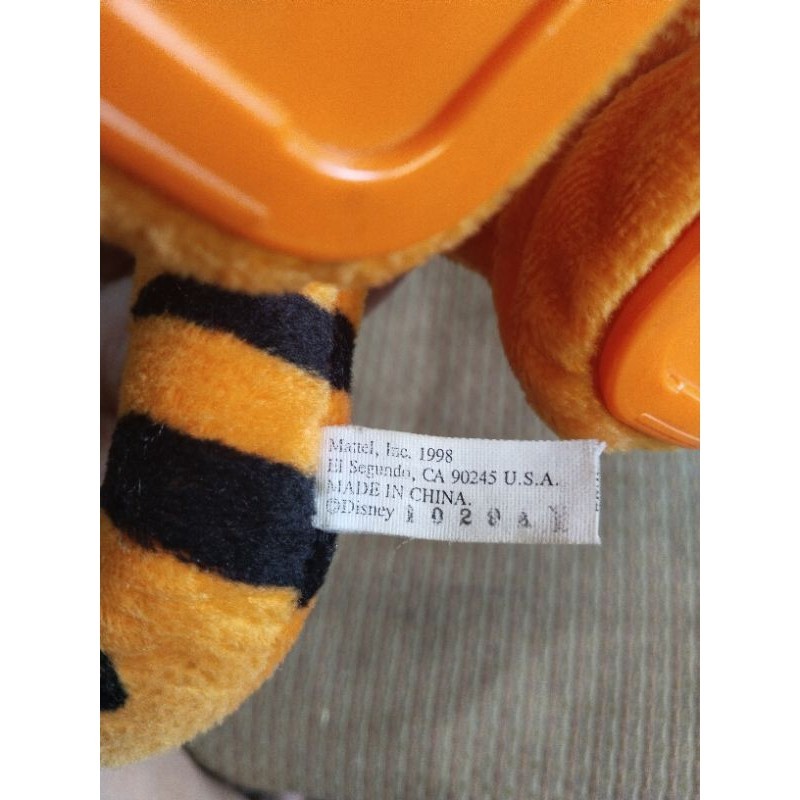 Mattel, Inc. 1998
El Segundo, CA 90245 U.S.A.
MADE IN CHINA.
©Disney